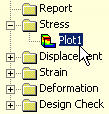 Report
Stress
Plot1
Displacement
Strain
Deformation
Design Check